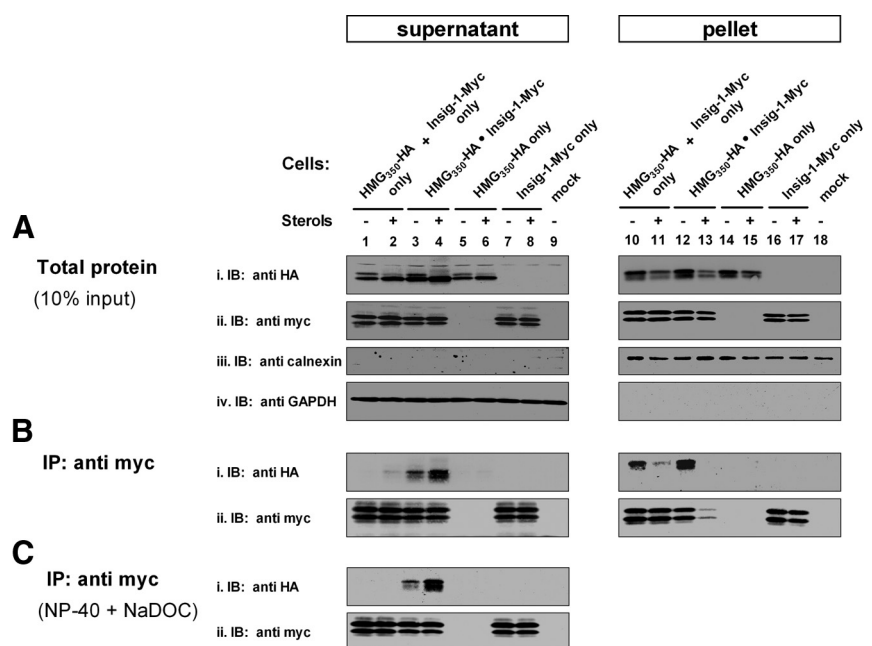 supernatant
pellet
Cells:
HMG350-HA only + Insig-1-Myc only
HMG350-HA • Insig-1-Myc
HMG350-HA only
Insig-1-Myc only
mock
HMG350-HA only + Insig-1-Myc only
HMG350-HA • Insig-1-Myc
HMG350-HA only
Insig-1-Myc only
mock
Sterols - + - + - + - + - - + - + - + - + -
1 2 3 4 5 6 7 8 9 10 11 12 13 14 15 16 17 18
A
Total protein
(10% input)
i. IB: anti HA
ii. IB: anti myc
iii. IB: anti calnexin
iv. IB: anti GAPDH
B
IP: anti myc
i. IB: anti HA
ii. IB: anti myc
C
IP: anti myc
(NP-40 + NaDOC)
i. IB: anti HA
ii. IB: anti myc